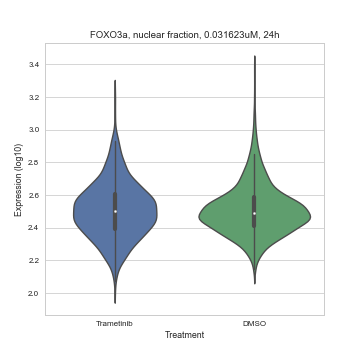 FOXO3a, nuclear fraction, 0.031623uM, 24h
3.4
3.2
3.0
2.8
2.6
2.4
2.2
2.0
Expression (log10)
Trametinib DMSO
Treatment